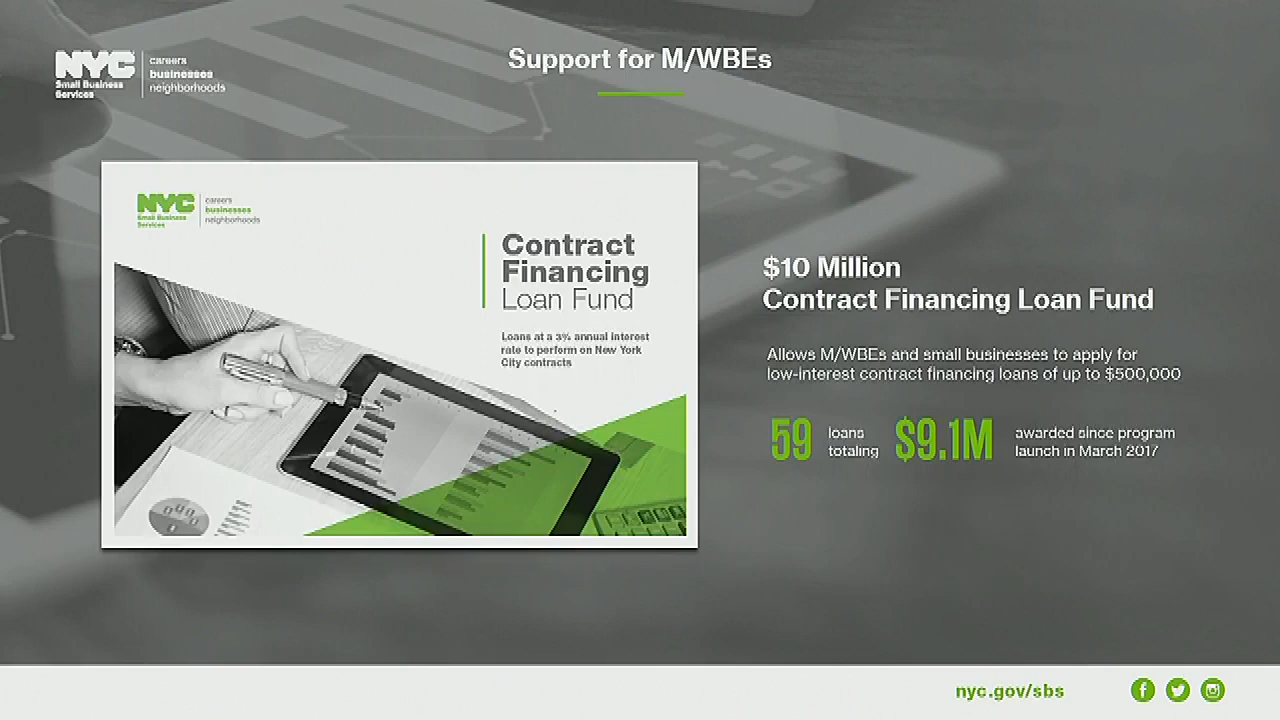 NYC
Small Business
Services
careers
businesses
neighborhoods
Support for M/WBEs
NYC
Small Business
Services
careers
businesses
neighborhoods
Contract
Financing
Loan Fund
Loans at a 3% annual interest
rate to perform on New York
City contracts
$10 Million
Contract Financing Loan Fund
Allows M/WBEs and small businesses to apply for
low-interest contract financing loans of up to $500,000
59 loans totaling $9.1M awarded since program
launch in March 2017
nyc.gov/sbs